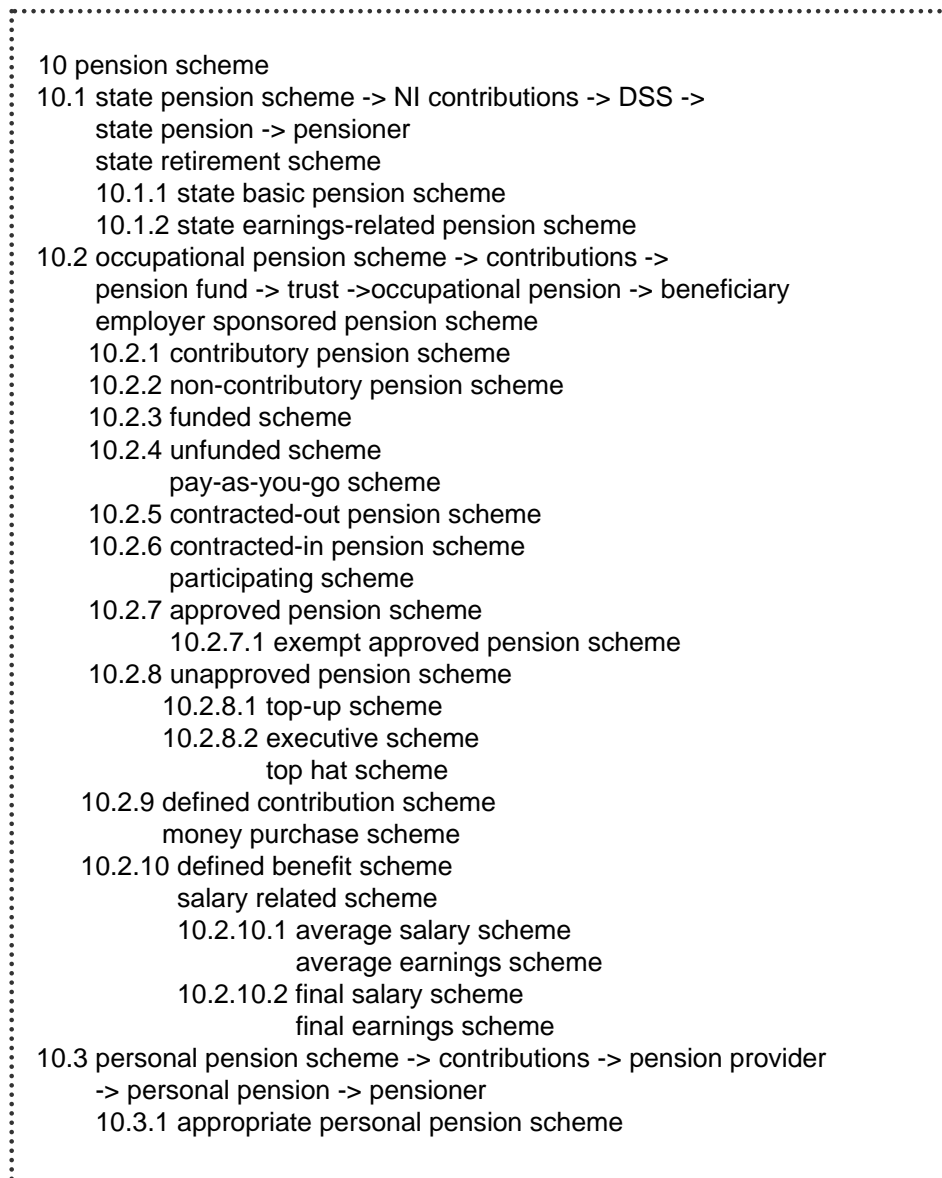 10 pension scheme
10.1 state pension scheme -> NI contributions -> DSS ->
state pension -> pensioner
state retirement scheme
10.1.1 state basic pension scheme
10.1.2 state earnings-related pension scheme
10.2 occupational pension scheme -> contributions ->
pension fund -> trust ->occupational pension -> beneficiary
employer sponsored pension scheme
10.2.1 contributory pension scheme
10.2.2 non-contributory pension scheme
10.2.3 funded scheme
10.2.4 unfunded scheme
pay-as-you-go scheme
10.2.5 contracted-out pension scheme
10.2.6 contracted-in pension scheme
participating scheme
10.2.7 approved pension scheme
10.2.7.1 exempt approved pension scheme
10.2.8 unapproved pension scheme
10.2.8.1 top-up scheme
10.2.8.2 executive scheme
top hat scheme
10.2.9 defined contribution scheme
money purchase scheme
10.2.10 defined benefit scheme
salary related scheme
10.2.10.1 average salary scheme
average earnings scheme
10.2.10.2 final salary scheme
final earnings scheme
10.3 personal pension scheme -> contributions -> pension provider
-> personal pension -> pensioner
10.3.1 appropriate personal pension scheme